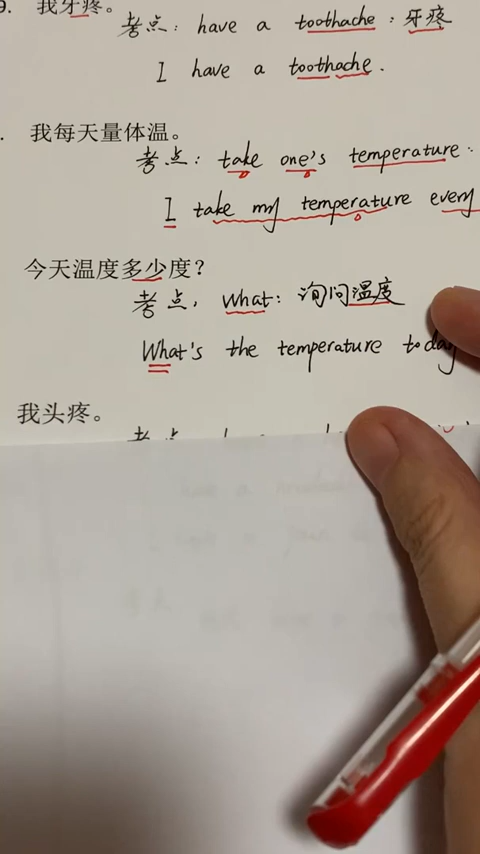 9. 我牙疼。
考点: have a toothache: 牙疼
I have a toothache.
. 我每天量体温。
考点: take one's temperature:
I take my temperature every
今天温度多少度？
考点, What: 询问温度
What's the temperature today
我头疼。